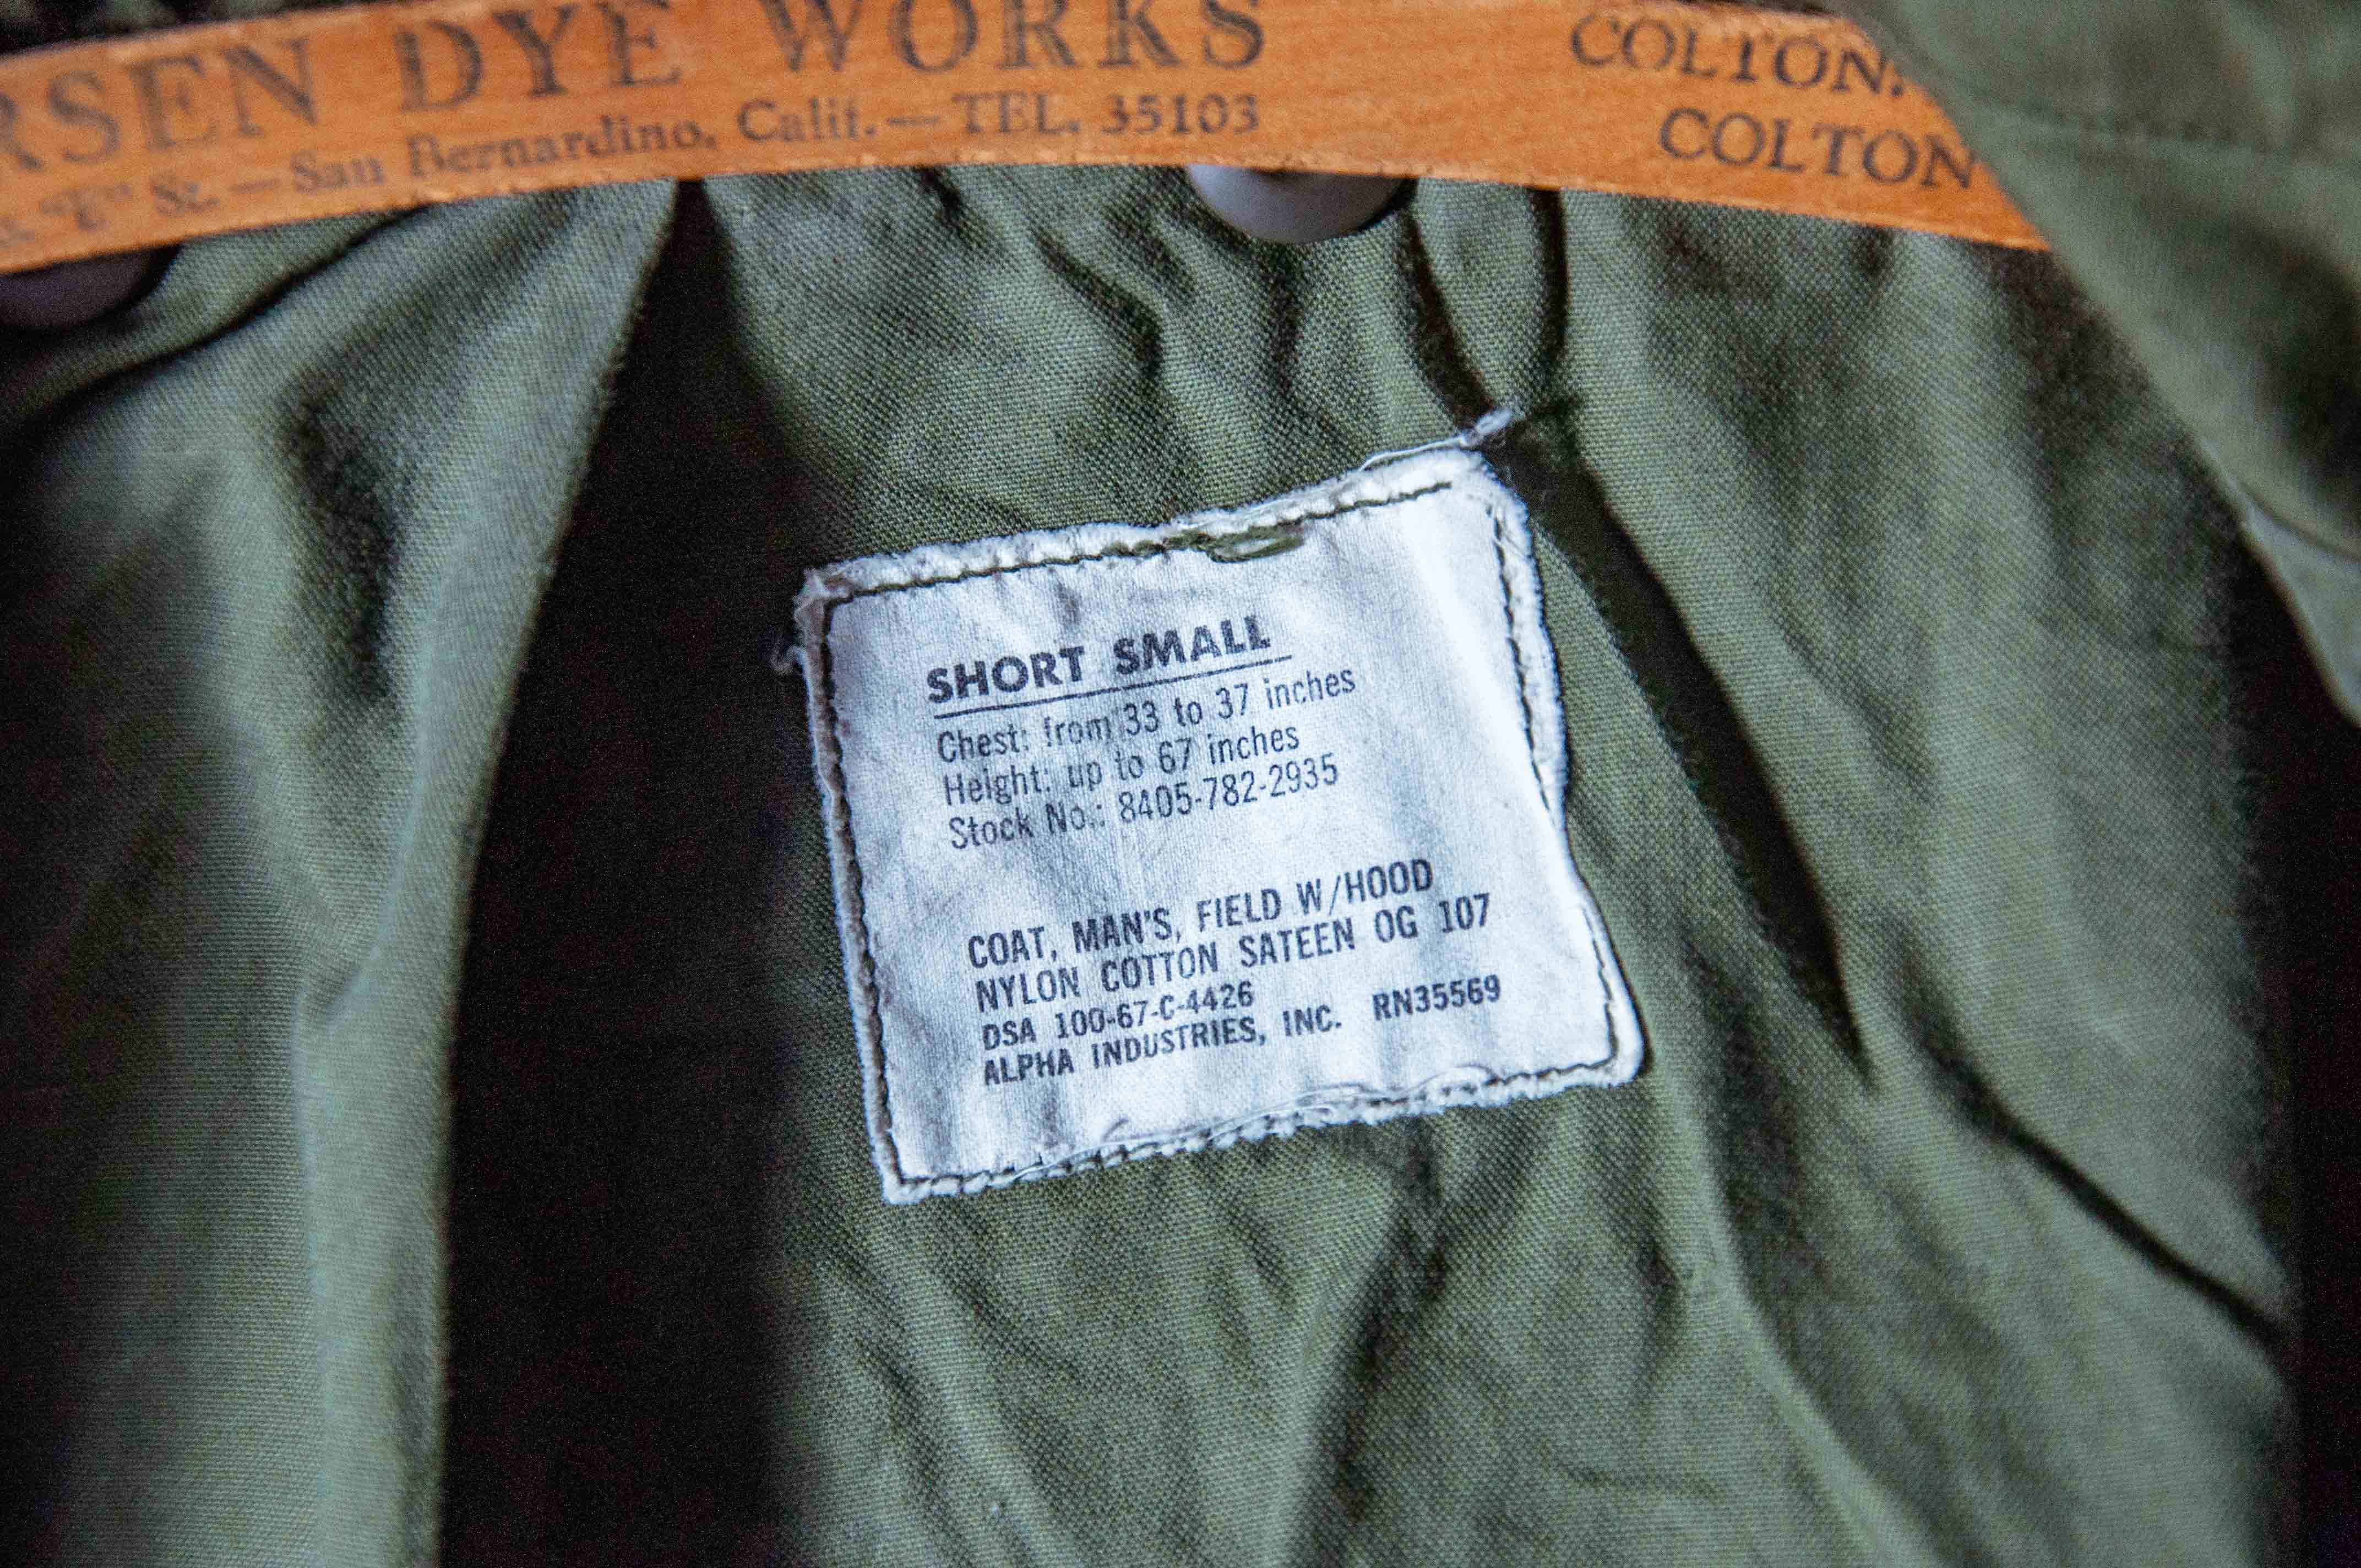 RSEN DYE WORKS
"E" St. — San Bernardino, Calif. — TEL. 35103
COLTON,
COLTON
SHORT SMALL
Chest: from 33 to 37 inches
Height: up to 67 inches
Stock No.: 8405-782-2935
COAT, MAN'S, FIELD W/HOOD
NYLON COTTON SATEEN OG 107
DSA 100-67-C-4426
ALPHA INDUSTRIES, INC. RN35569